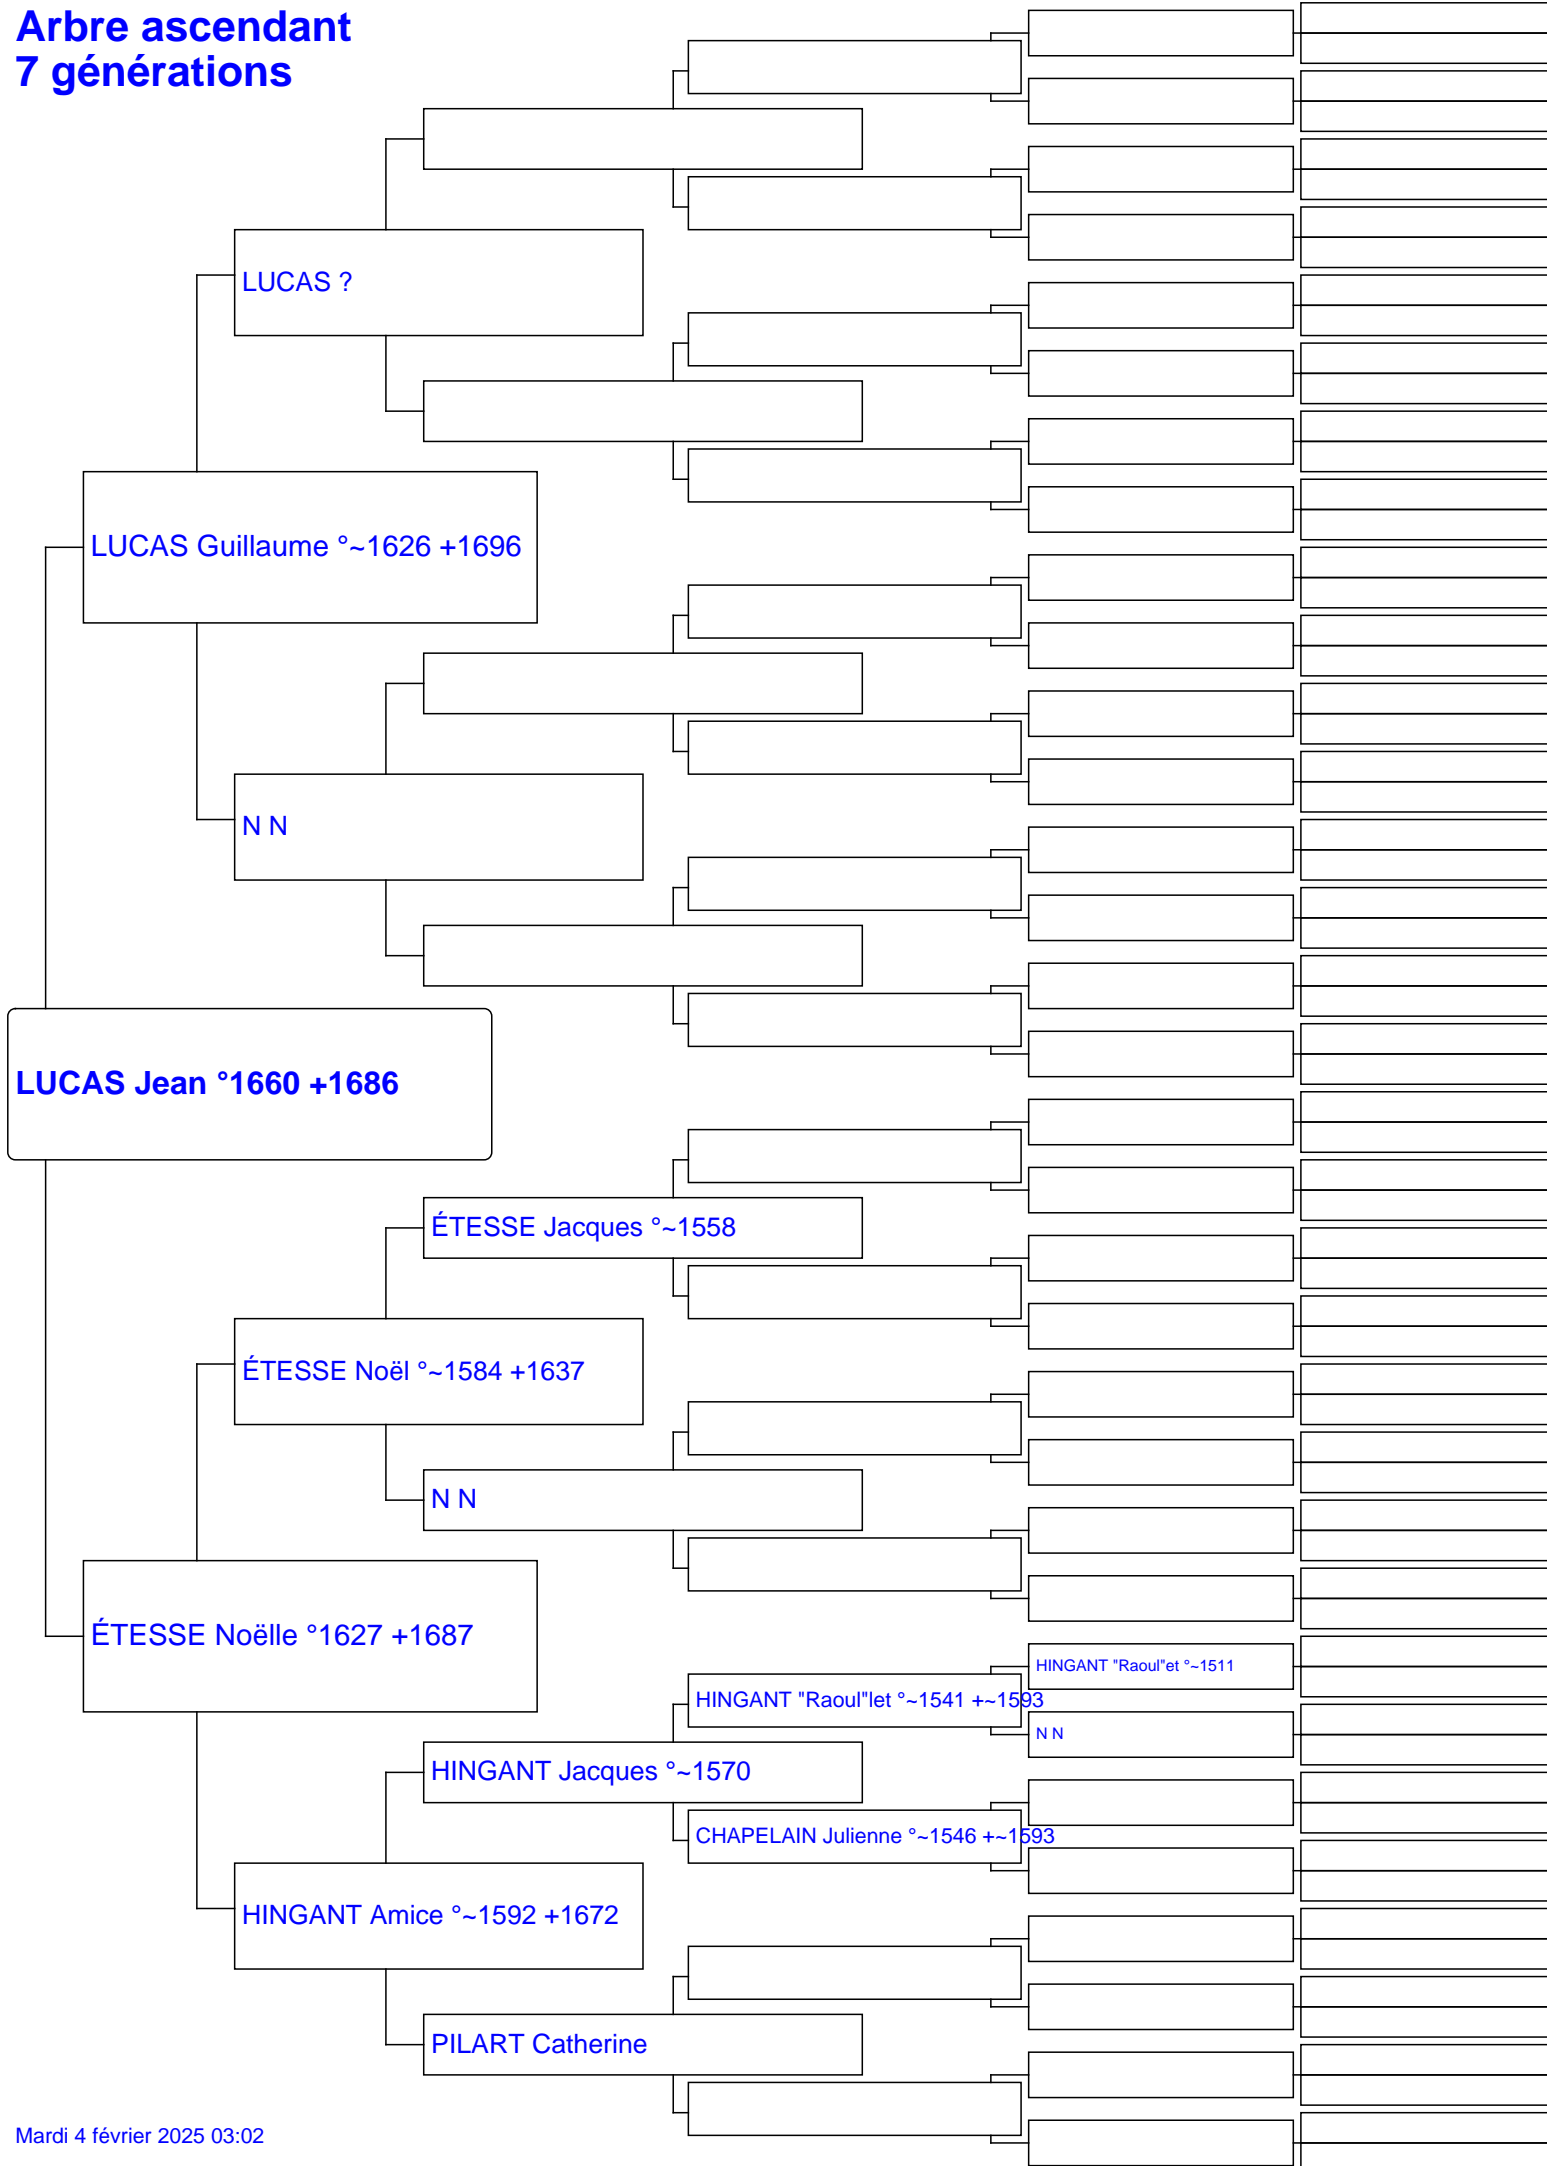 Arbre ascendant
7 générations
LUCAS ?
LUCAS Guillaume °~1626 +1696
N N
LUCAS Jean °1660 +1686
ÉTESSE Jacques °~1558
ÉTESSE Noël °~1584 +1637
N N
ÉTESSE Noëlle °1627 +1687
HINGANT "Raoul"et °~1511
HINGANT "Raoul"let °~1541 +~1593
N N
HINGANT Jacques °~1570
CHAPELAIN Julienne °~1546 +~1593
HINGANT Amice °~1592 +1672
PILART Catherine
Mardi 4 février 2025 03:02